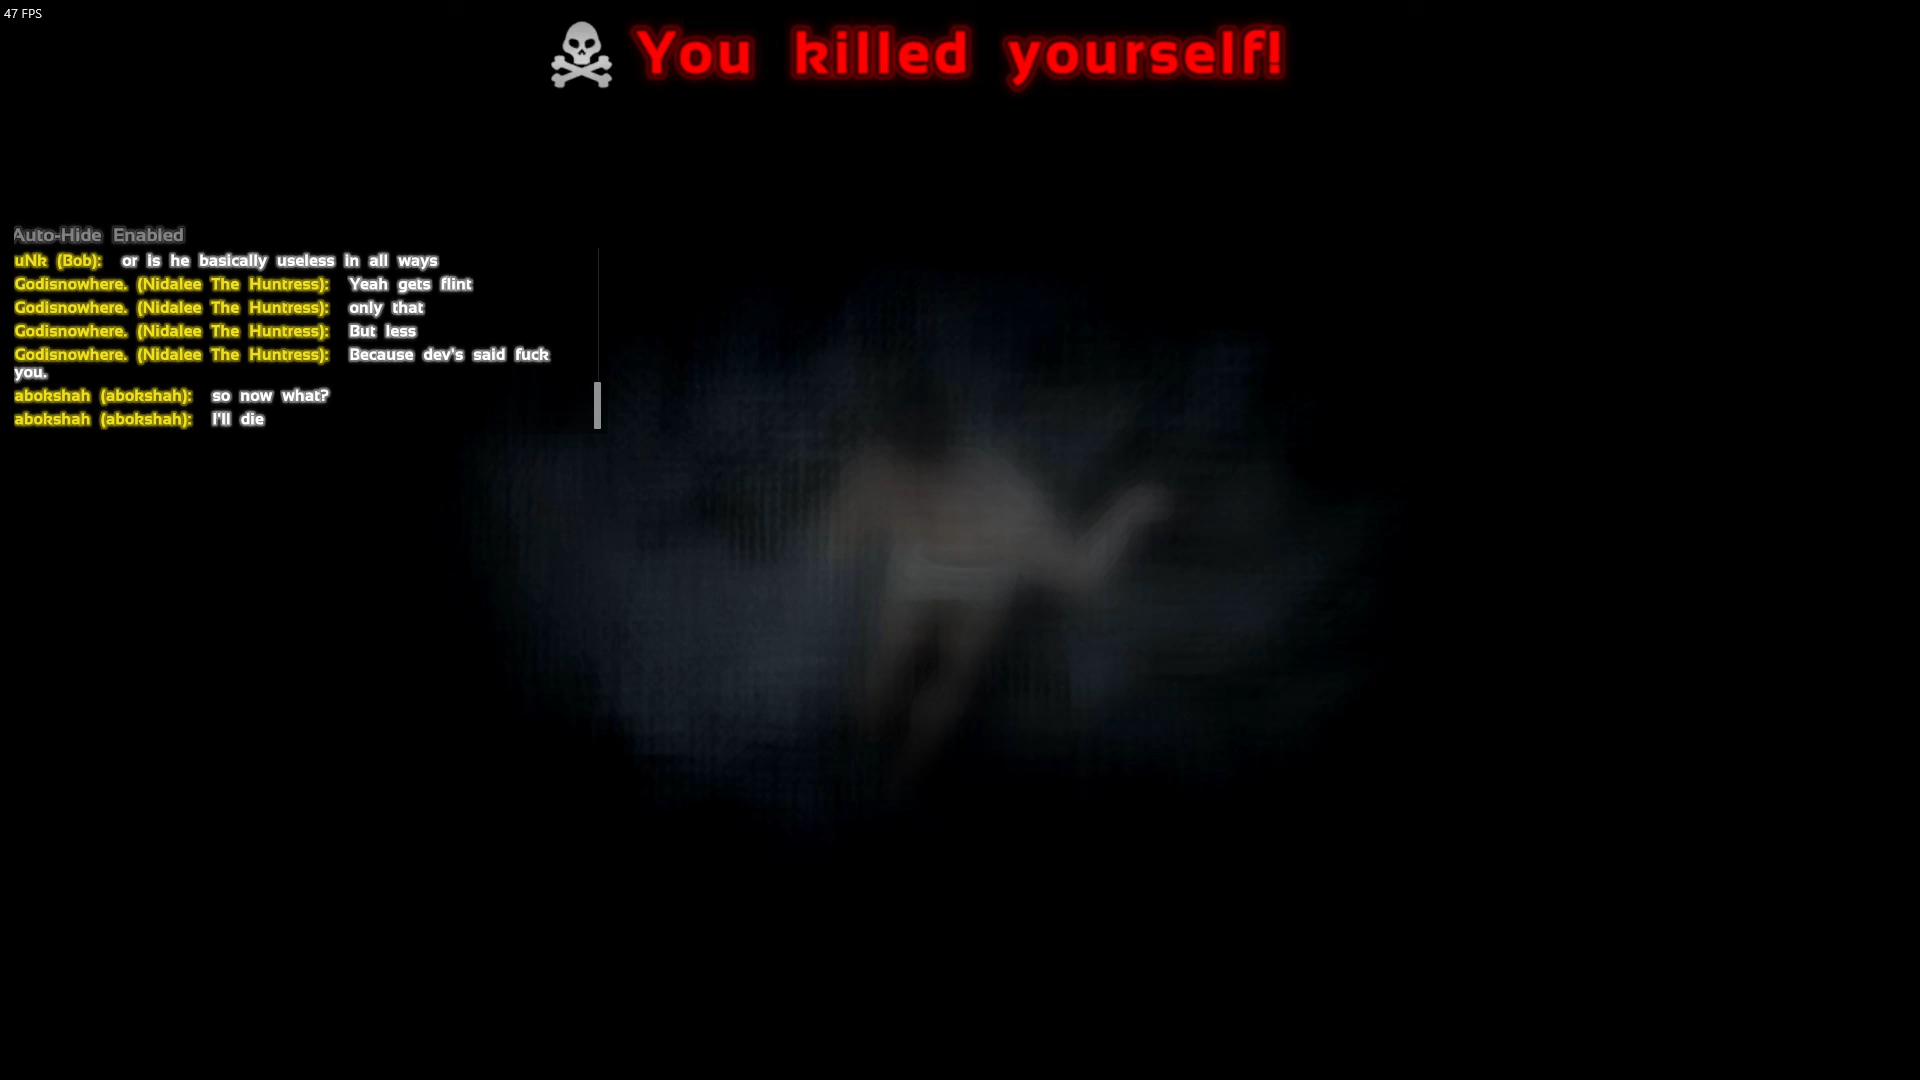 47 FPS
You killed yourself!
Auto-Hide Enabled
uNk (Bob): or is he basically useless in all ways
Godisnowhere. (Nidalee The Huntress): Yeah gets flint
Godisnowhere. (Nidalee The Huntress): only that
Godisnowhere. (Nidalee The Huntress): But less
Godisnowhere. (Nidalee The Huntress): Because dev's said fuck
you.
abokshah (abokshah): so now what?
abokshah (abokshah): I'll die